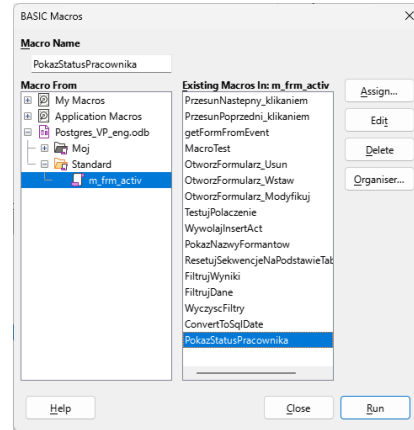 BASIC Macros
Macro Name
PokazStatusPracownika
Macro From
My Macros
Application Macros
Postgres_VP_eng.odb
Moj
Standard
m_frm_activ
Existing Macros In: m_frm_activ
PrzesunNastepny_klikaniem
PrzesunPoprzedni_klikaniem
getFormFromEvent
MacroTest
OtworzFormularz_Usun
OtworzFormularz_Wstaw
OtworzFormularz_Modyfikuj
TestujPolaczenie
WywolajInsertAct
PokazNazwyFormantow
ResetujSekwencjeNaPodstawieTab
FiltrujWyniki
FiltrujDane
WyczyscFiltry
ConvertToSqlDate
PokazStatusPracownika
Assign...
Edit
Delete
Organiser...
Help
Close
Run